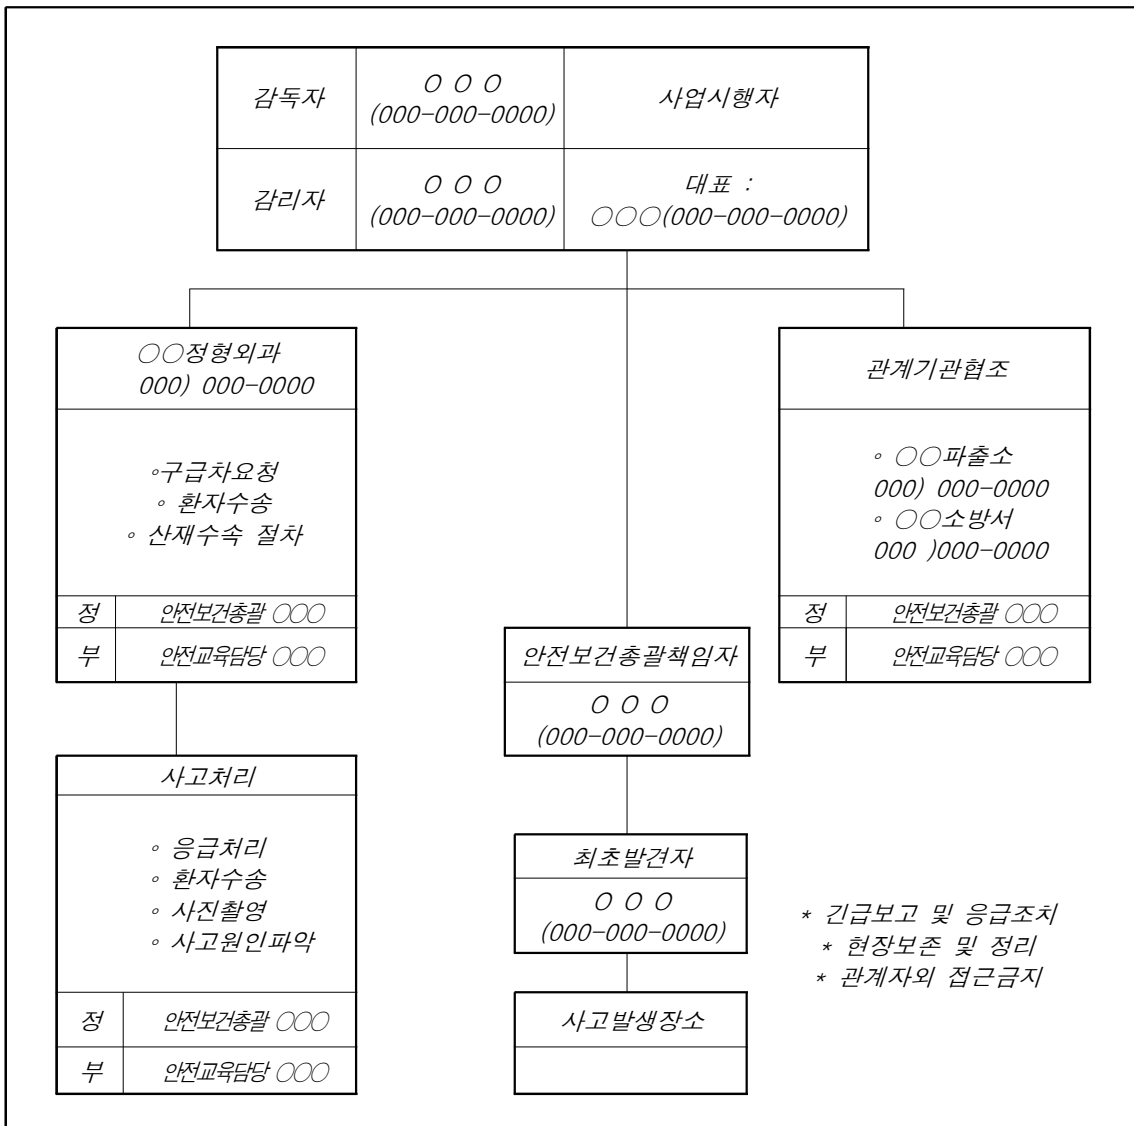 감독자
O O O
(000-000-0000)
사업시행자
감리자
O O O
(000-000-0000)
대표 :
○○○(000-000-0000)
○○정형외과
000) 000-0000
∘구급차요청
∘ 환자수송
∘ 산재수속 절차
정 안전보건총괄 ○○○
부 안전교육담당 ○○○
관계기관협조
∘ ○○파출소
000) 000-0000
∘ ○○소방서
000 )000-0000
정 안전보건총괄 ○○○
부 안전교육담당 ○○○
안전보건총괄책임자
O O O
(000-000-0000)
사고처리
∘ 응급처리
∘ 환자수송
∘ 사진촬영
∘ 사고원인파악
정 안전보건총괄 ○○○
부 안전교육담당 ○○○
최초발견자
O O O
(000-000-0000)
사고발생장소
* 긴급보고 및 응급조치
* 현장보존 및 정리
* 관계자외 접근금지